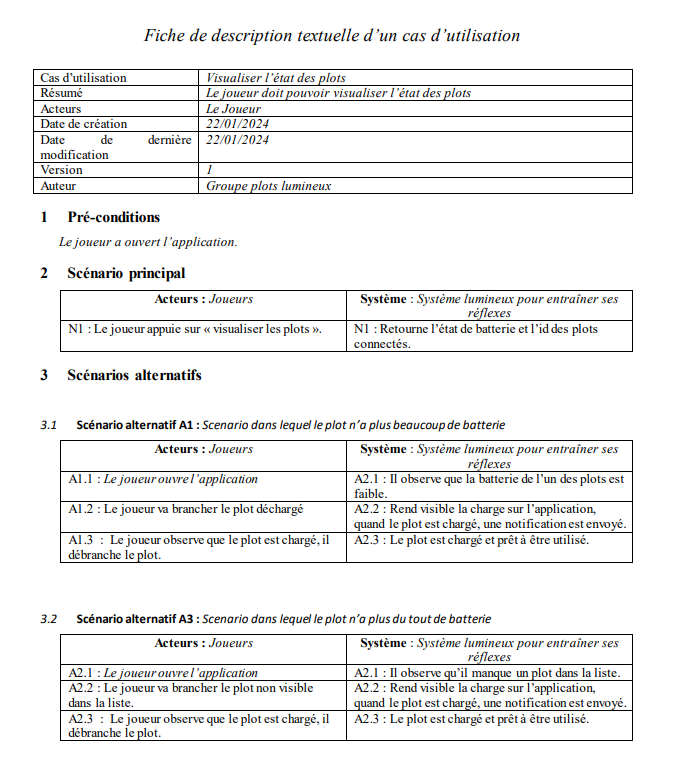 Fiche de description textuelle d’un cas d’utilisation
Cas d’utilisation Visualiser l’état des plots
Résumé Le joueur doit pouvoir visualiser l’état des plots
Acteurs Le Joueur
Date de création 22/01/2024
Date de dernière 22/01/2024
modification
Version 1
Auteur Groupe plots lumineux
1 Pré-conditions
Le joueur a ouvert l’application.
2 Scénario principal
Acteurs : Joueurs
Système : Système lumineux pour entraîner ses
réflexes
N1 : Le joueur appuie sur « visualiser les plots ».
N1 : Retourne l’état de batterie et l’id des plots
connectés.
3 Scénarios alternatifs
3.1 Scénario alternatif A1 : Scenario dans lequel le plot n’a plus beaucoup de batterie
Acteurs : Joueurs
Système : Système lumineux pour entraîner ses
réflexes
A1.1 : Le joueur ouvre l’application
A2.1 : Il observe que la batterie de l’un des plots est
faible.
A1.2 : Le joueur va brancher le plot déchargé
A2.2 : Rend visible la charge sur l’application,
quand le plot est chargé, une notification est envoyé.
A1.3 : Le joueur observe que le plot est chargé, il
débranche le plot.
A2.3 : Le plot est chargé et prêt à être utilisé.
3.2 Scénario alternatif A3 : Scenario dans lequel le plot n’a plus du tout de batterie
Acteurs : Joueurs
Système : Système lumineux pour entraîner ses
réflexes
A2.1 : Le joueur ouvre l’application
A2.1 : Il observe qu’il manque un plot dans la liste.
A2.2 : Le joueur va brancher le plot non visible
dans la liste.
A2.2 : Rend visible la charge sur l’application,
quand le plot est chargé, une notification est envoyé.
A2.3 : Le joueur observe que le plot est chargé, il
débranche le plot.
A2.3 : Le plot est chargé et prêt à être utilisé.